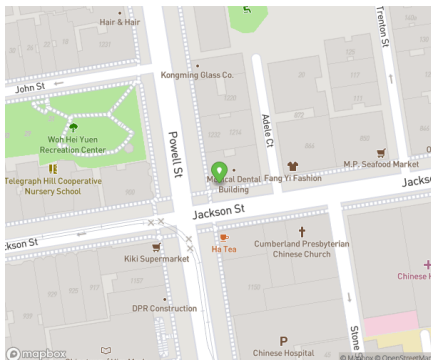 Hair & Hair
Trenton St
Kongming Glass Co.
John St
Adele Ct
Woh Hei Yuen
Recreation Center
Powell St
M.P. Seafood Market
Telegraph Hill Cooperative
Nursery School
Medical Dental
Building
Fang Yi Fashion
Jackso
Jackson St
ckson St
Ha Tea
Kiki Supermarket
Cumberland Presbyterian
Chinese Church
Chinese H
DPR Construction
Chinese Hospital
Stone S
mapbox
© Mapbox © OpenStreetMap